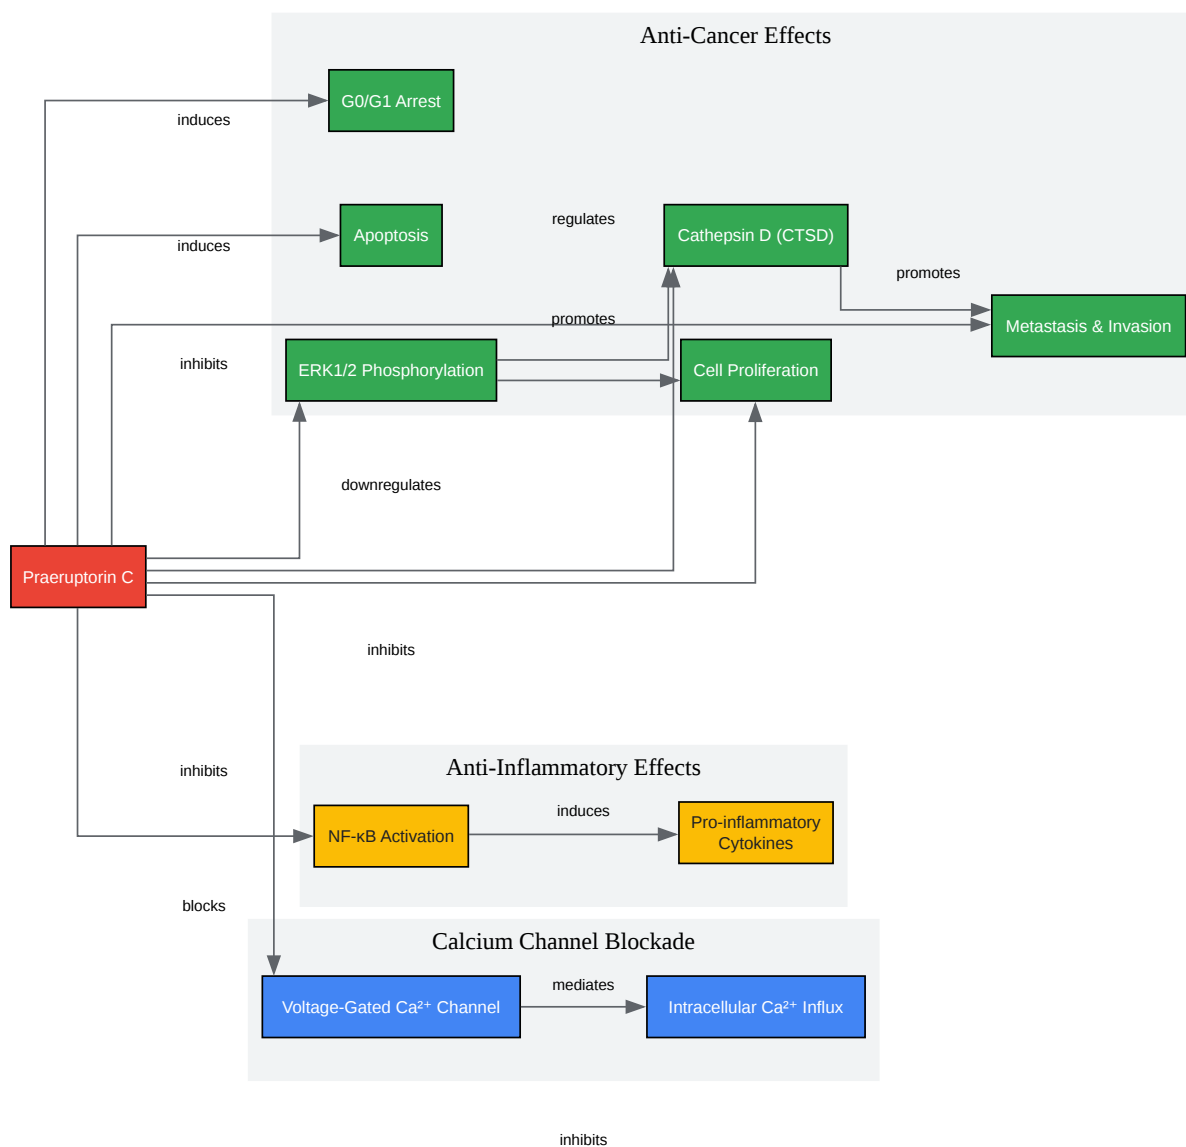 Anti-Cancer Effects
G0/G1 Arrest
induces
regulates
Apoptosis
Cathepsin D (CTSD)
induces
promotes
promotes
Metastasis & Invasion
inhibits
ERK1/2 Phosphorylation
Cell Proliferation
downregulates
Praeruptorin C
inhibits
Anti-Inflammatory Effects
inhibits
induces
Pro-inflammatory
Cytokines
NF-κB Activation
blocks
Calcium Channel Blockade
mediates
Voltage-Gated Ca²⁺ Channel
Intracellular Ca²⁺ Influx
inhibits